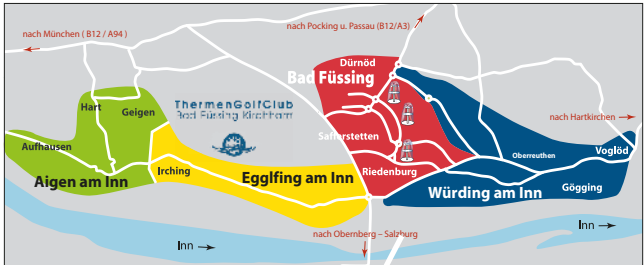 nach Pocking u. Passau (B12/A3)
nach München ( B12 / A94 )
Dürnöd
Bad Füssing
Hart
Geigen
ThermenGolfClub
Bad Füssing Kirchham
nach Hartkirchen
Safferstetten
Aufhausen
Voglöd
Oberreuthen
Irching
Riedenburg
Aigen am Inn
Egglfing am Inn
Würding am Inn
Gögging
Inn
nach Obernberg – Salzburg
Inn